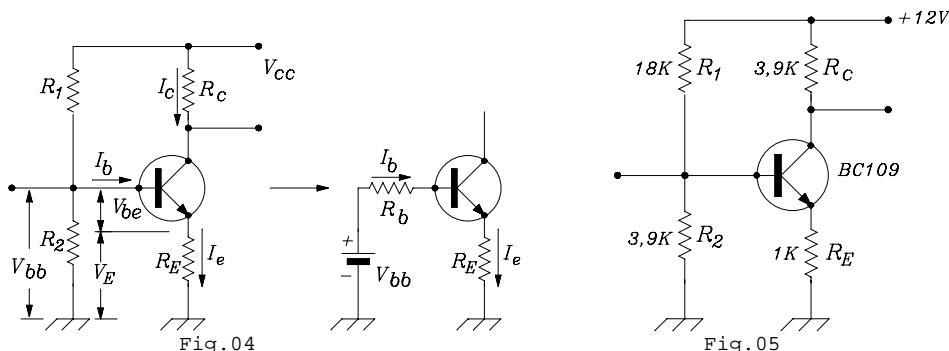 R1
Ic
Rc
Vcc
Ib
Vbe
R2
Vbb
VE
RE
Ie
Fig.04
Ib
Rb
+
-
Vbb
RE
Ie
+12V
18K
R1
3,9K
Rc
BC109
3,9K
R2
1K
RE
Fig.05